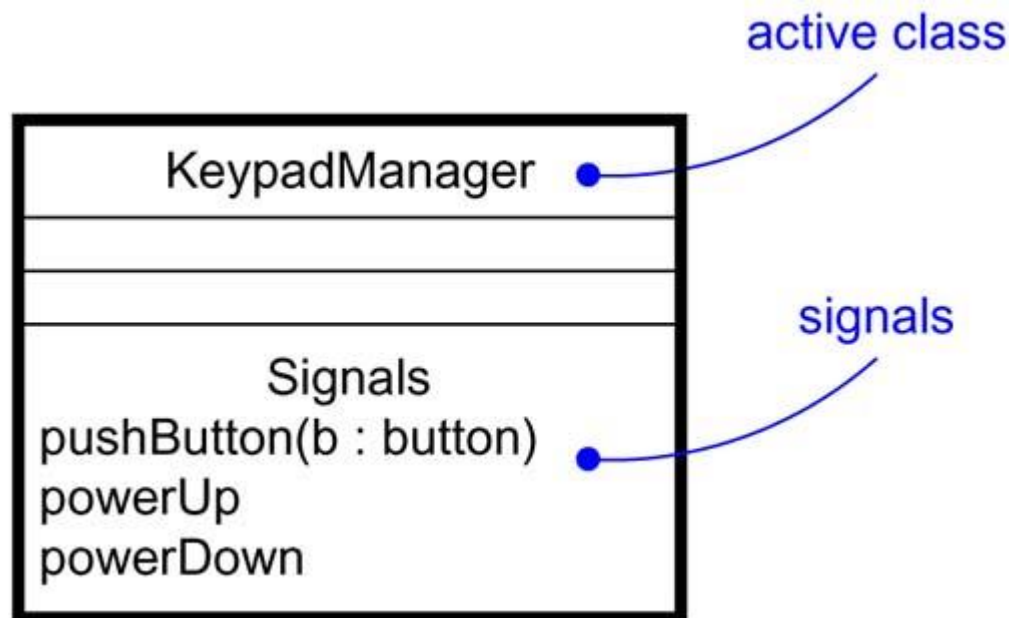 active class
KeypadManager
signals
Signals
pushButton(b : button)
powerUp
powerDown